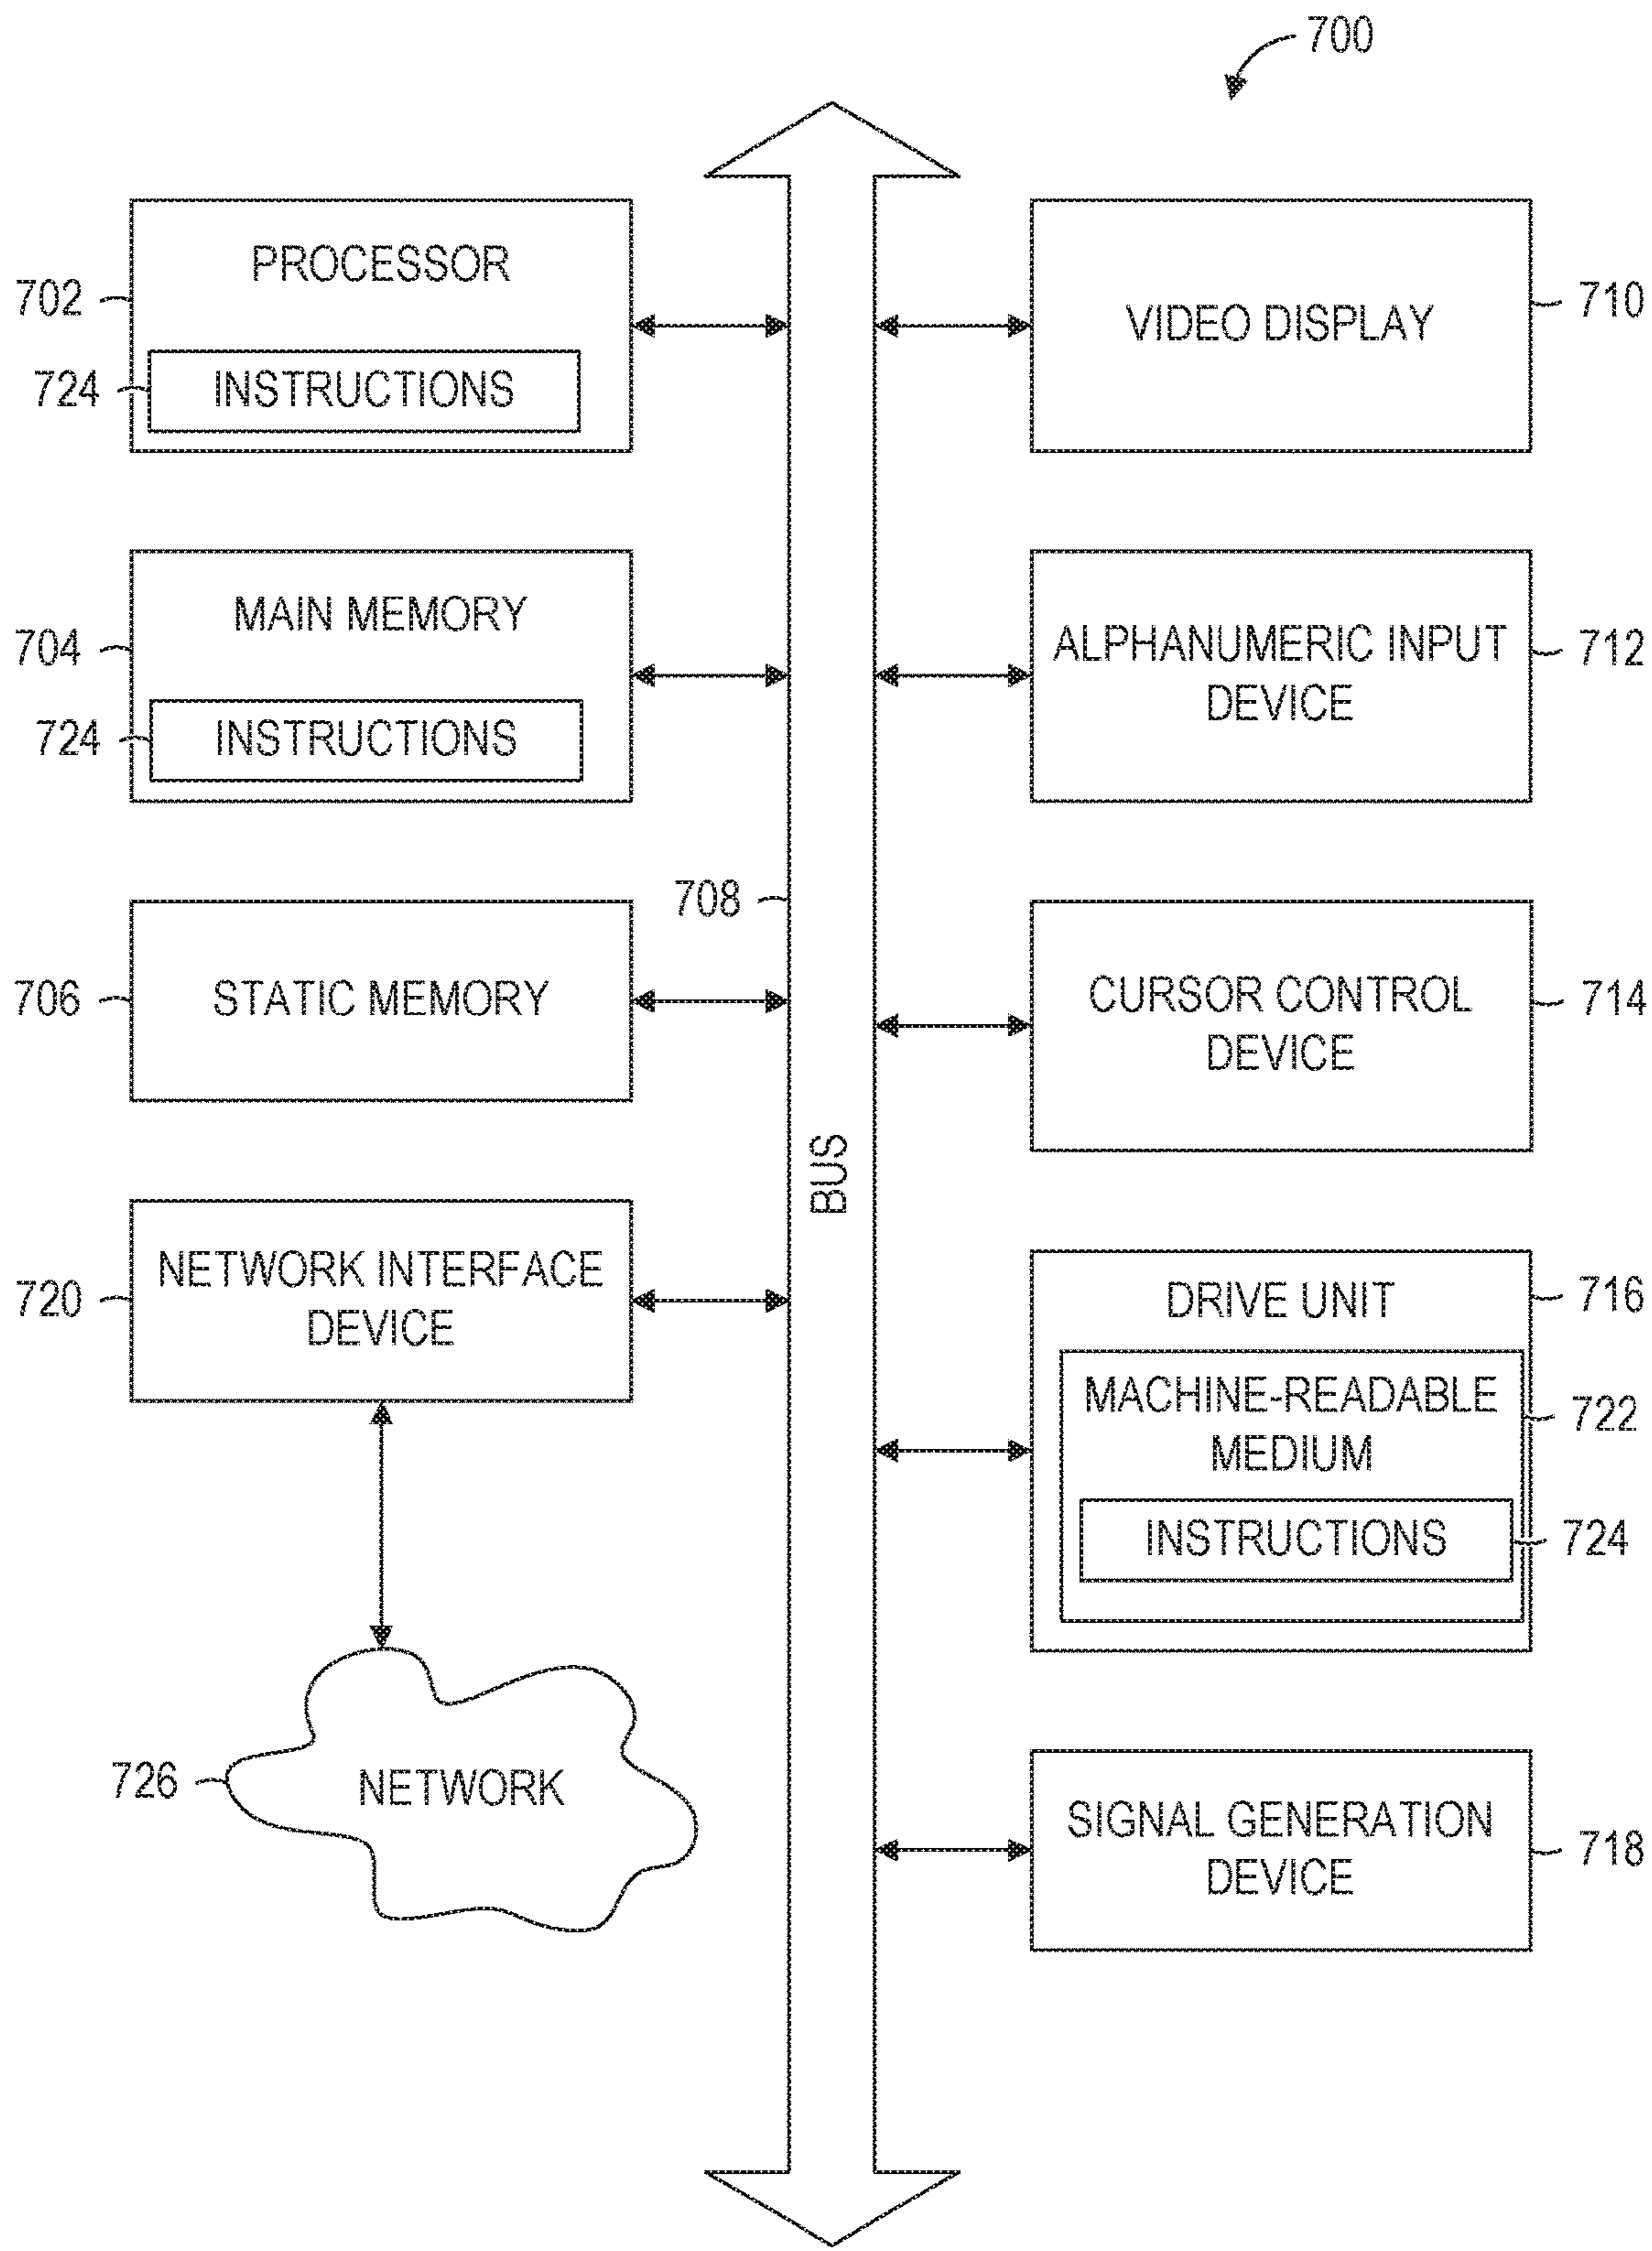 700
PROCESSOR
702
724
INSTRUCTIONS
MAIN MEMORY
704
724
INSTRUCTIONS
708
STATIC MEMORY
706
NETWORK INTERFACE
DEVICE
720
NETWORK
726
BUS
VIDEO DISPLAY
710
ALPHANUMERIC INPUT
DEVICE
712
CURSOR CONTROL
DEVICE
714
DRIVE UNIT
716
MACHINE-READABLE
MEDIUM
722
INSTRUCTIONS
724
SIGNAL GENERATION
DEVICE
718